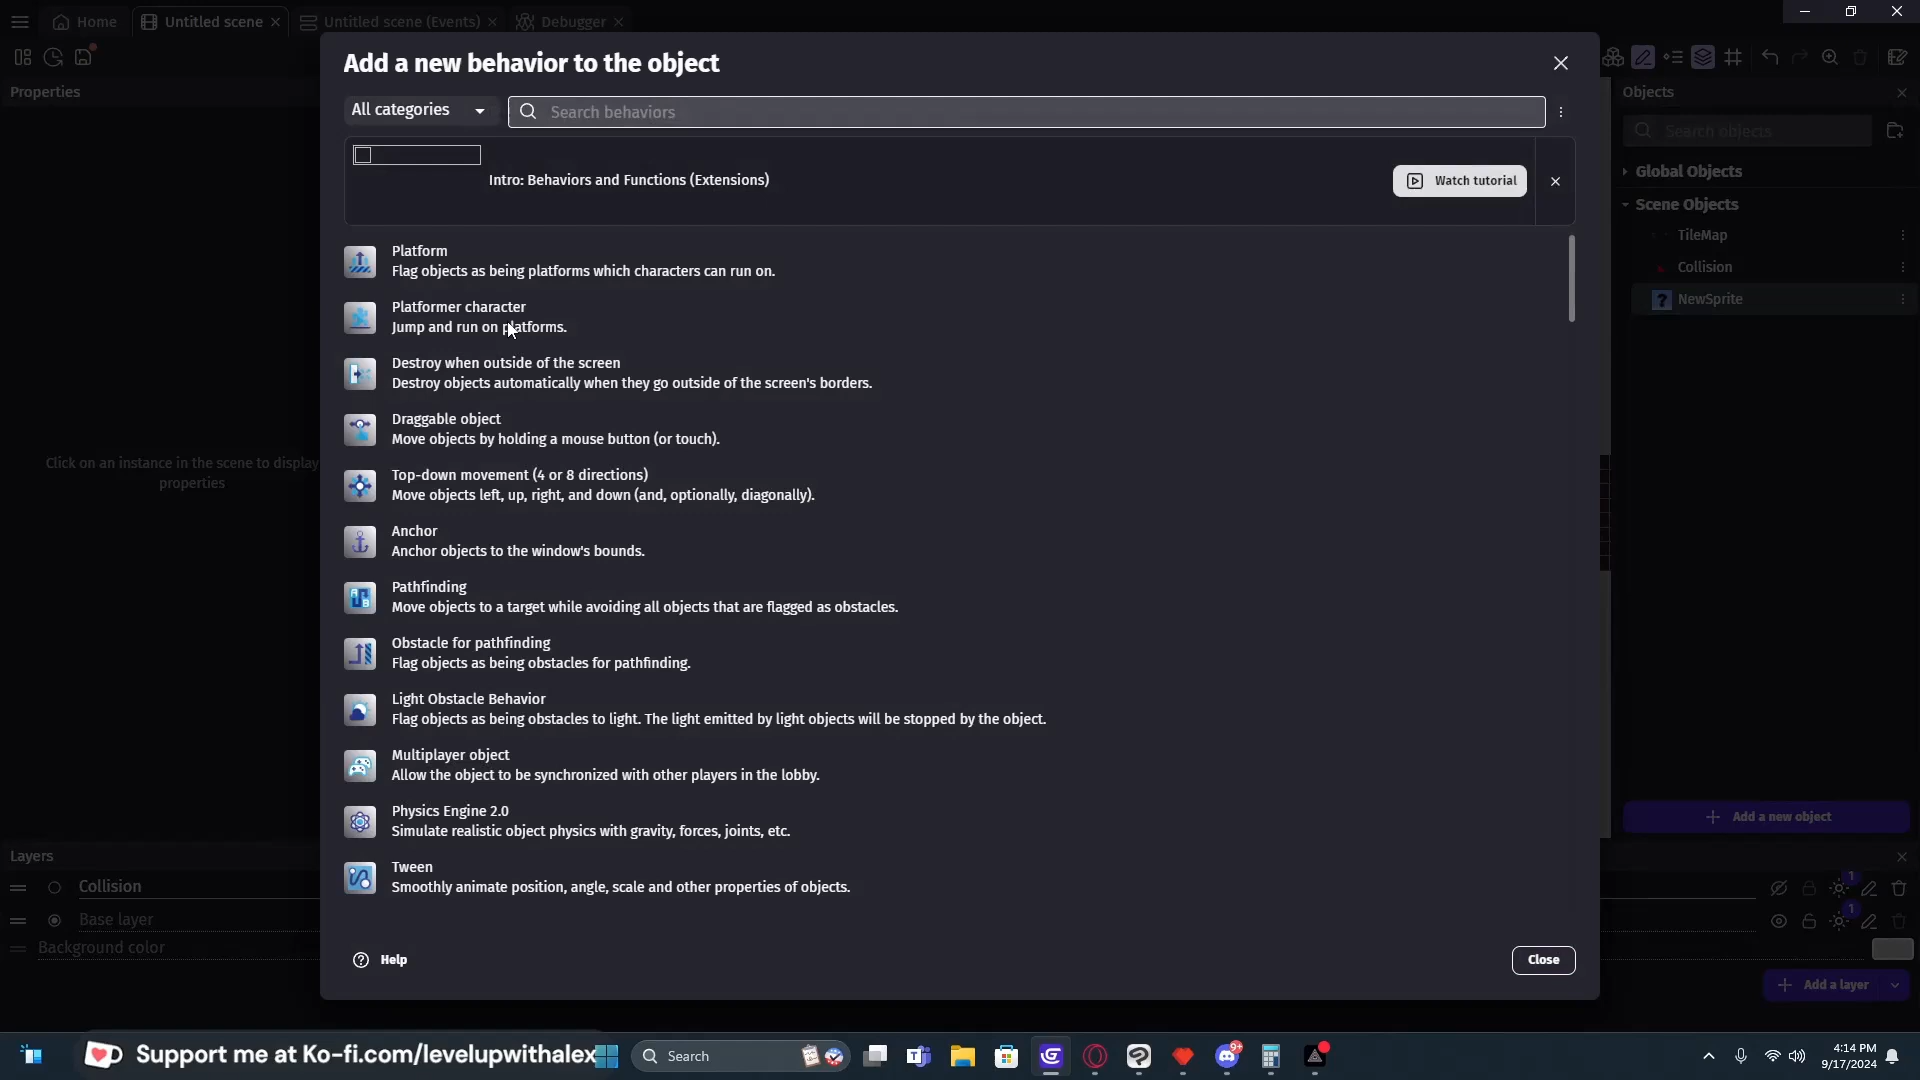 Home
Untitled scene
Untitled scene (Events)
Debugger
Add a new behavior to the object
Properties
Objects
All categories
Search behaviors
Search objects
Intro: Behaviors and Functions (Extensions)
Watch tutorial
Global Objects
Scene Objects
TileMap
Collision
NewSprite
Platform
Flag objects as being platforms which characters can run on.
Platformer character
Jump and run on platforms.
Destroy when outside of the screen
Destroy objects automatically when they go outside of the screen's borders.
Draggable object
Move objects by holding a mouse button (or touch).
Click on an instance in the scene to display
properties
Top-down movement (4 or 8 directions)
Move objects left, up, right, and down (and, optionally, diagonally).
Anchor
Anchor objects to the window's bounds.
Pathfinding
Move objects to a target while avoiding all objects that are flagged as obstacles.
Obstacle for pathfinding
Flag objects as being obstacles for pathfinding.
Light Obstacle Behavior
Flag objects as being obstacles to light. The light emitted by light objects will be stopped by the object.
Multiplayer object
Allow the object to be synchronized with other players in the lobby.
Physics Engine 2.0
Simulate realistic object physics with gravity, forces, joints, etc.
Tween
Smoothly animate position, angle, scale and other properties of objects.
Add a new object
Layers
Collision
1
Base layer
1
Background color
Help
Close
Add a layer
Support me at Ko-fi.com/levelupwithalex
Search
9+
4:14 PM
9/17/2024